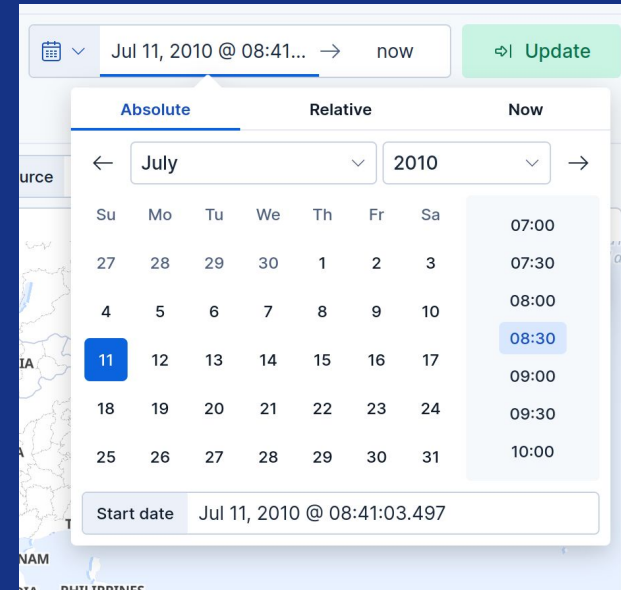 Jul 11, 2010 @ 08:41... → now
Update
Absolute Relative Now
← July 2010 →
Su Mo Tu We Th Fr Sa
27 28 29 30 1 2 3
4 5 6 7 8 9 10
11 12 13 14 15 16 17
18 19 20 21 22 23 24
25 26 27 28 29 30 31
07:00
07:30
08:00
08:30
09:00
09:30
10:00
Start date Jul 11, 2010 @ 08:41:03.497
urce
IA
NAM
PHILIPPINES